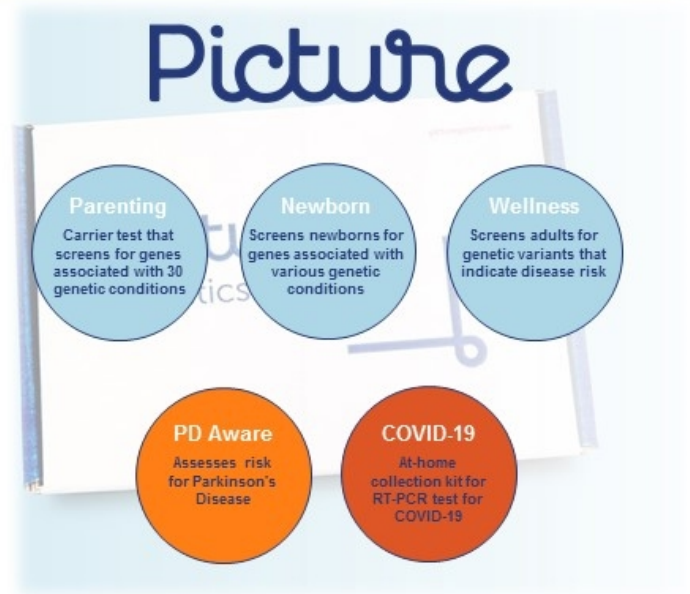 Picture
Parenting
Carrier test that
screens for genes
associated with 30
genetic conditions
Newborn
Screens newborns for
genes associated with
various genetic
conditions
Wellness
Screens adults for
genetic variants that
indicate disease risk
tics
PD Aware
Assesses risk
for Parkinson's
Disease
COVID-19
At-home
collection kit for
RT-PCR test for
COVID-19